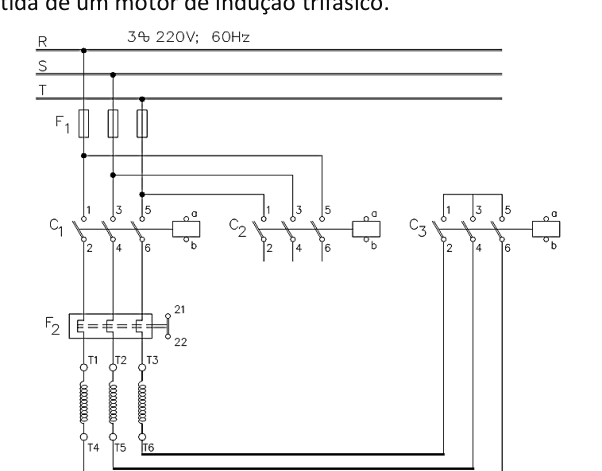 tida de um motor de indução trifásico.
R 3% 220V; 60Hz
S
T
F1
1 3 5 a
C1
2 4 6 b
1 3 5 a
C2
2 4 6 b
1 3 5 a
C3
2 4 6 b
F2 21
22
T1 T2 T3
T4 T5 T6